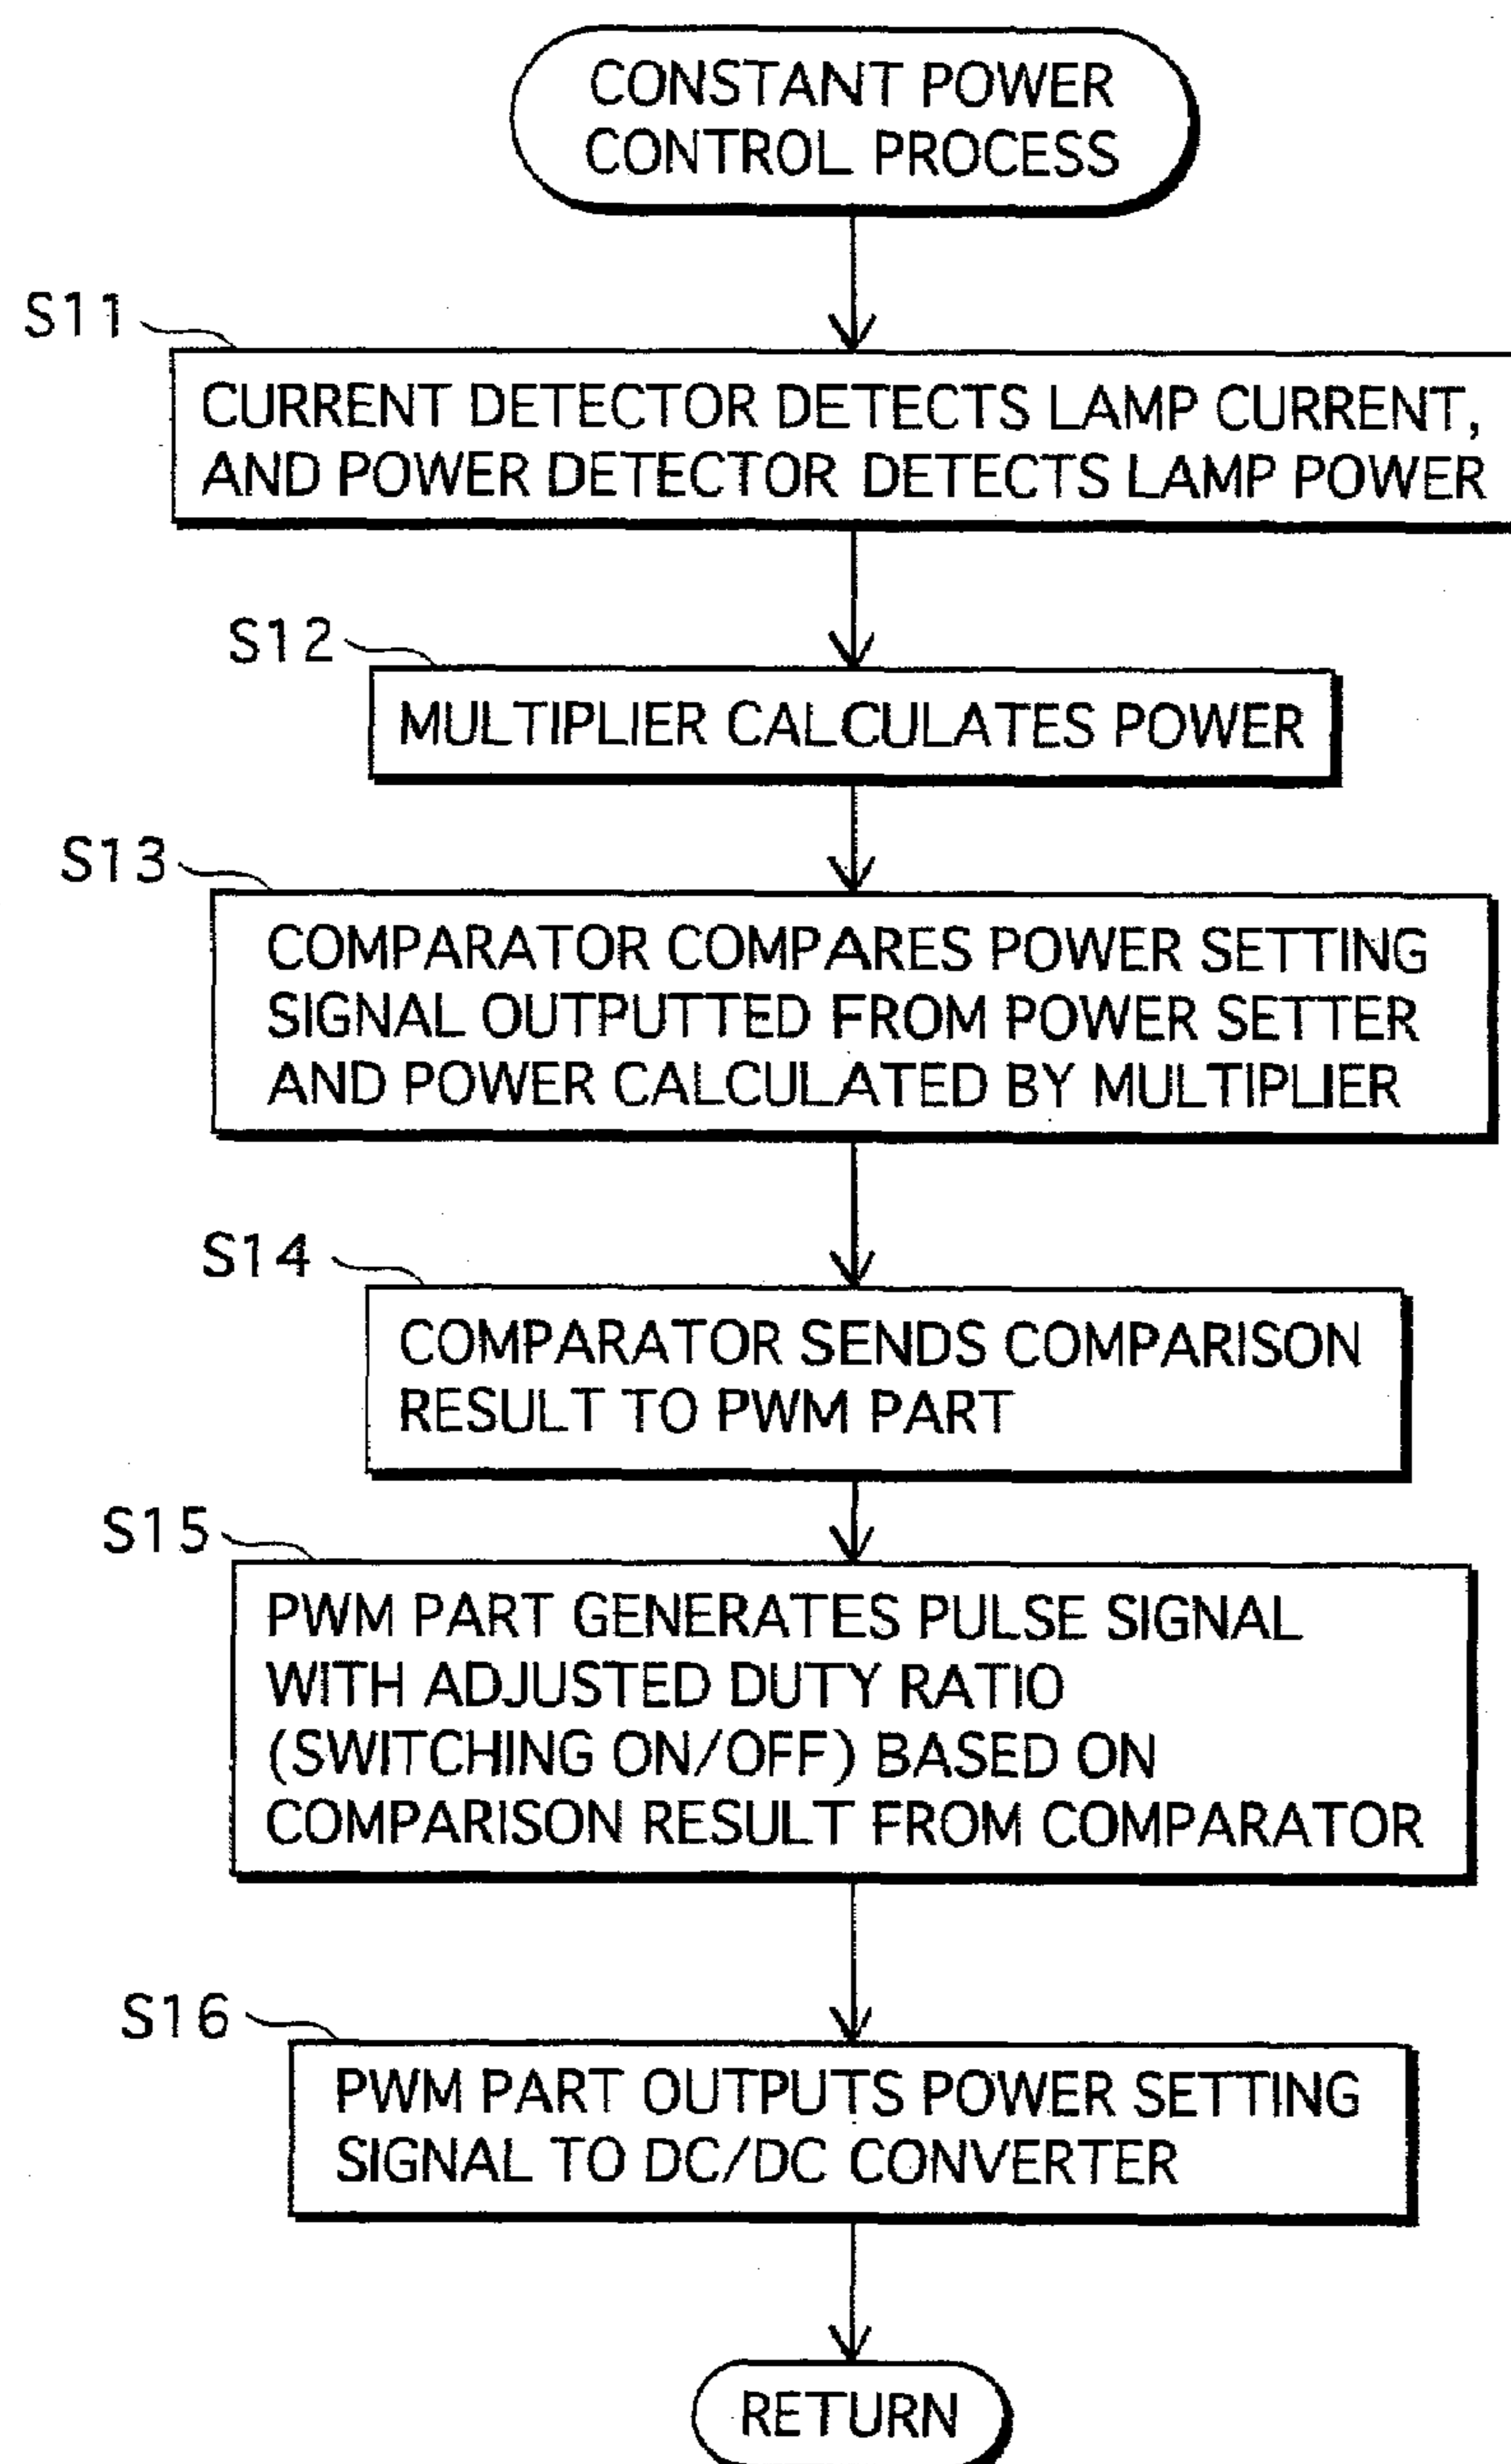 CONSTANT POWER
CONTROL PROCESS
S11
CURRENT DETECTOR DETECTS LAMP CURRENT,
AND POWER DETECTOR DETECTS LAMP POWER
S12
MULTIPLIER CALCULATES POWER
S13
COMPARATOR COMPARES POWER SETTING
SIGNAL OUTPUTTED FROM POWER SETTER
AND POWER CALCULATED BY MULTIPLIER
S14
COMPARATOR SENDS COMPARISON
RESULT TO PWM PART
S15
PWM PART GENERATES PULSE SIGNAL
WITH ADJUSTED DUTY RATIO
(SWITCHING ON/OFF) BASED ON
COMPARISON RESULT FROM COMPARATOR
S16
PWM PART OUTPUTS POWER SETTING
SIGNAL TO DC/DC CONVERTER
RETURN